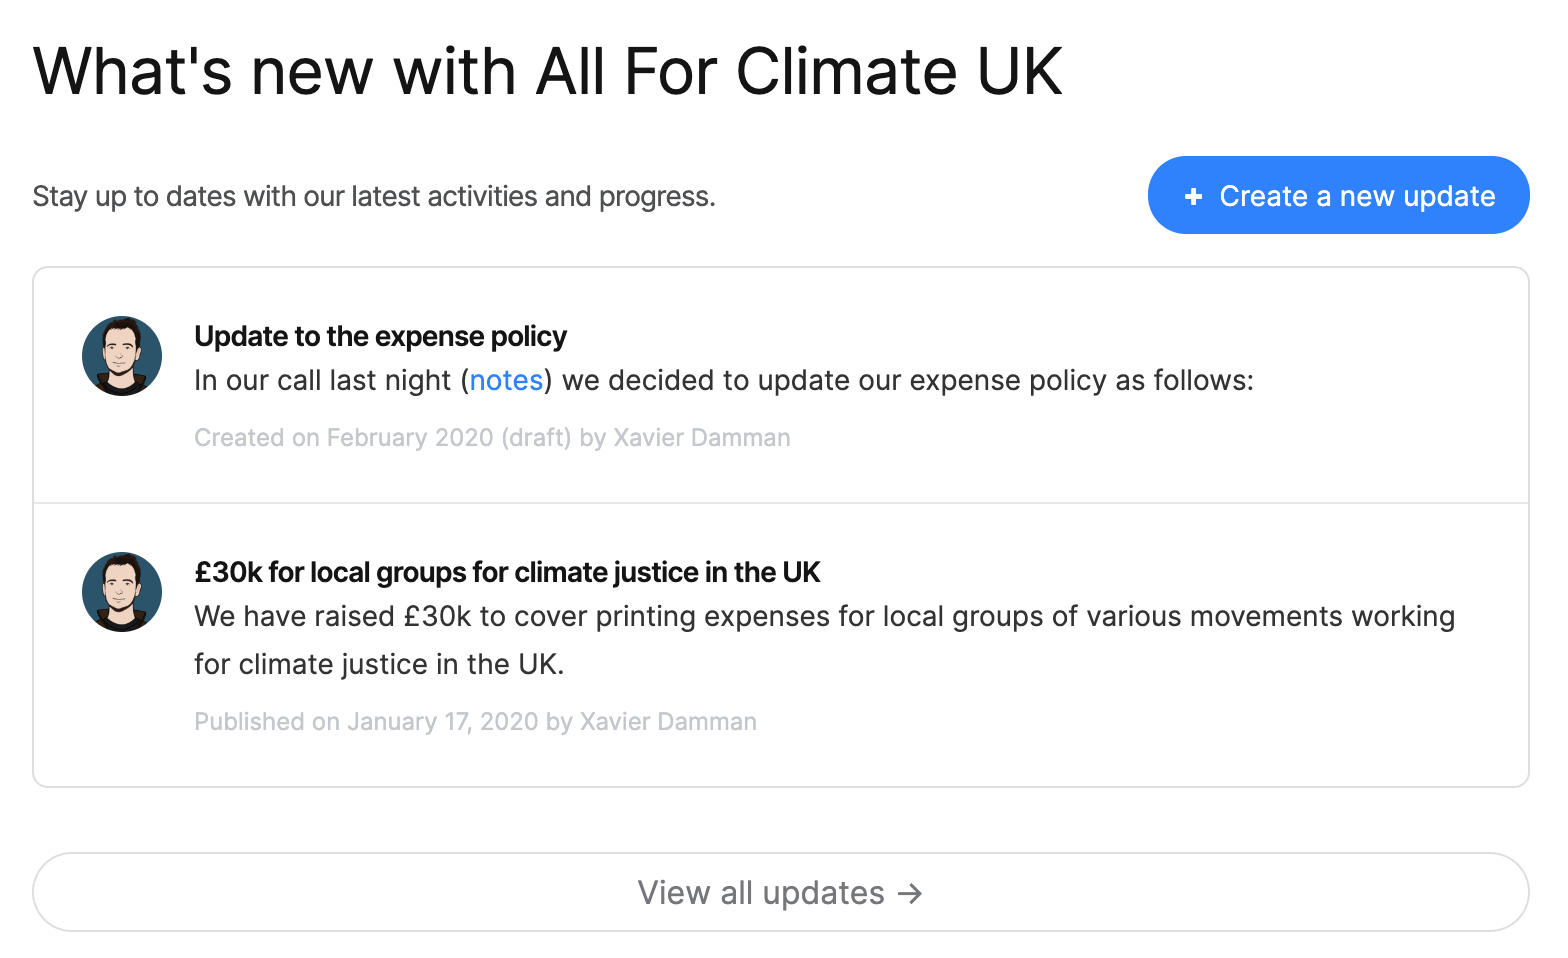 What's new with All For Climate UK
Stay up to dates with our latest activities and progress.
+ Create a new update
Update to the expense policy
In our call last night (notes) we decided to update our expense policy as follows:
Created on February 2020 (draft) by Xavier Damman
£30k for local groups for climate justice in the UK
We have raised £30k to cover printing expenses for local groups of various movements working
for climate justice in the UK.
Published on January 17, 2020 by Xavier Damman
View all updates →